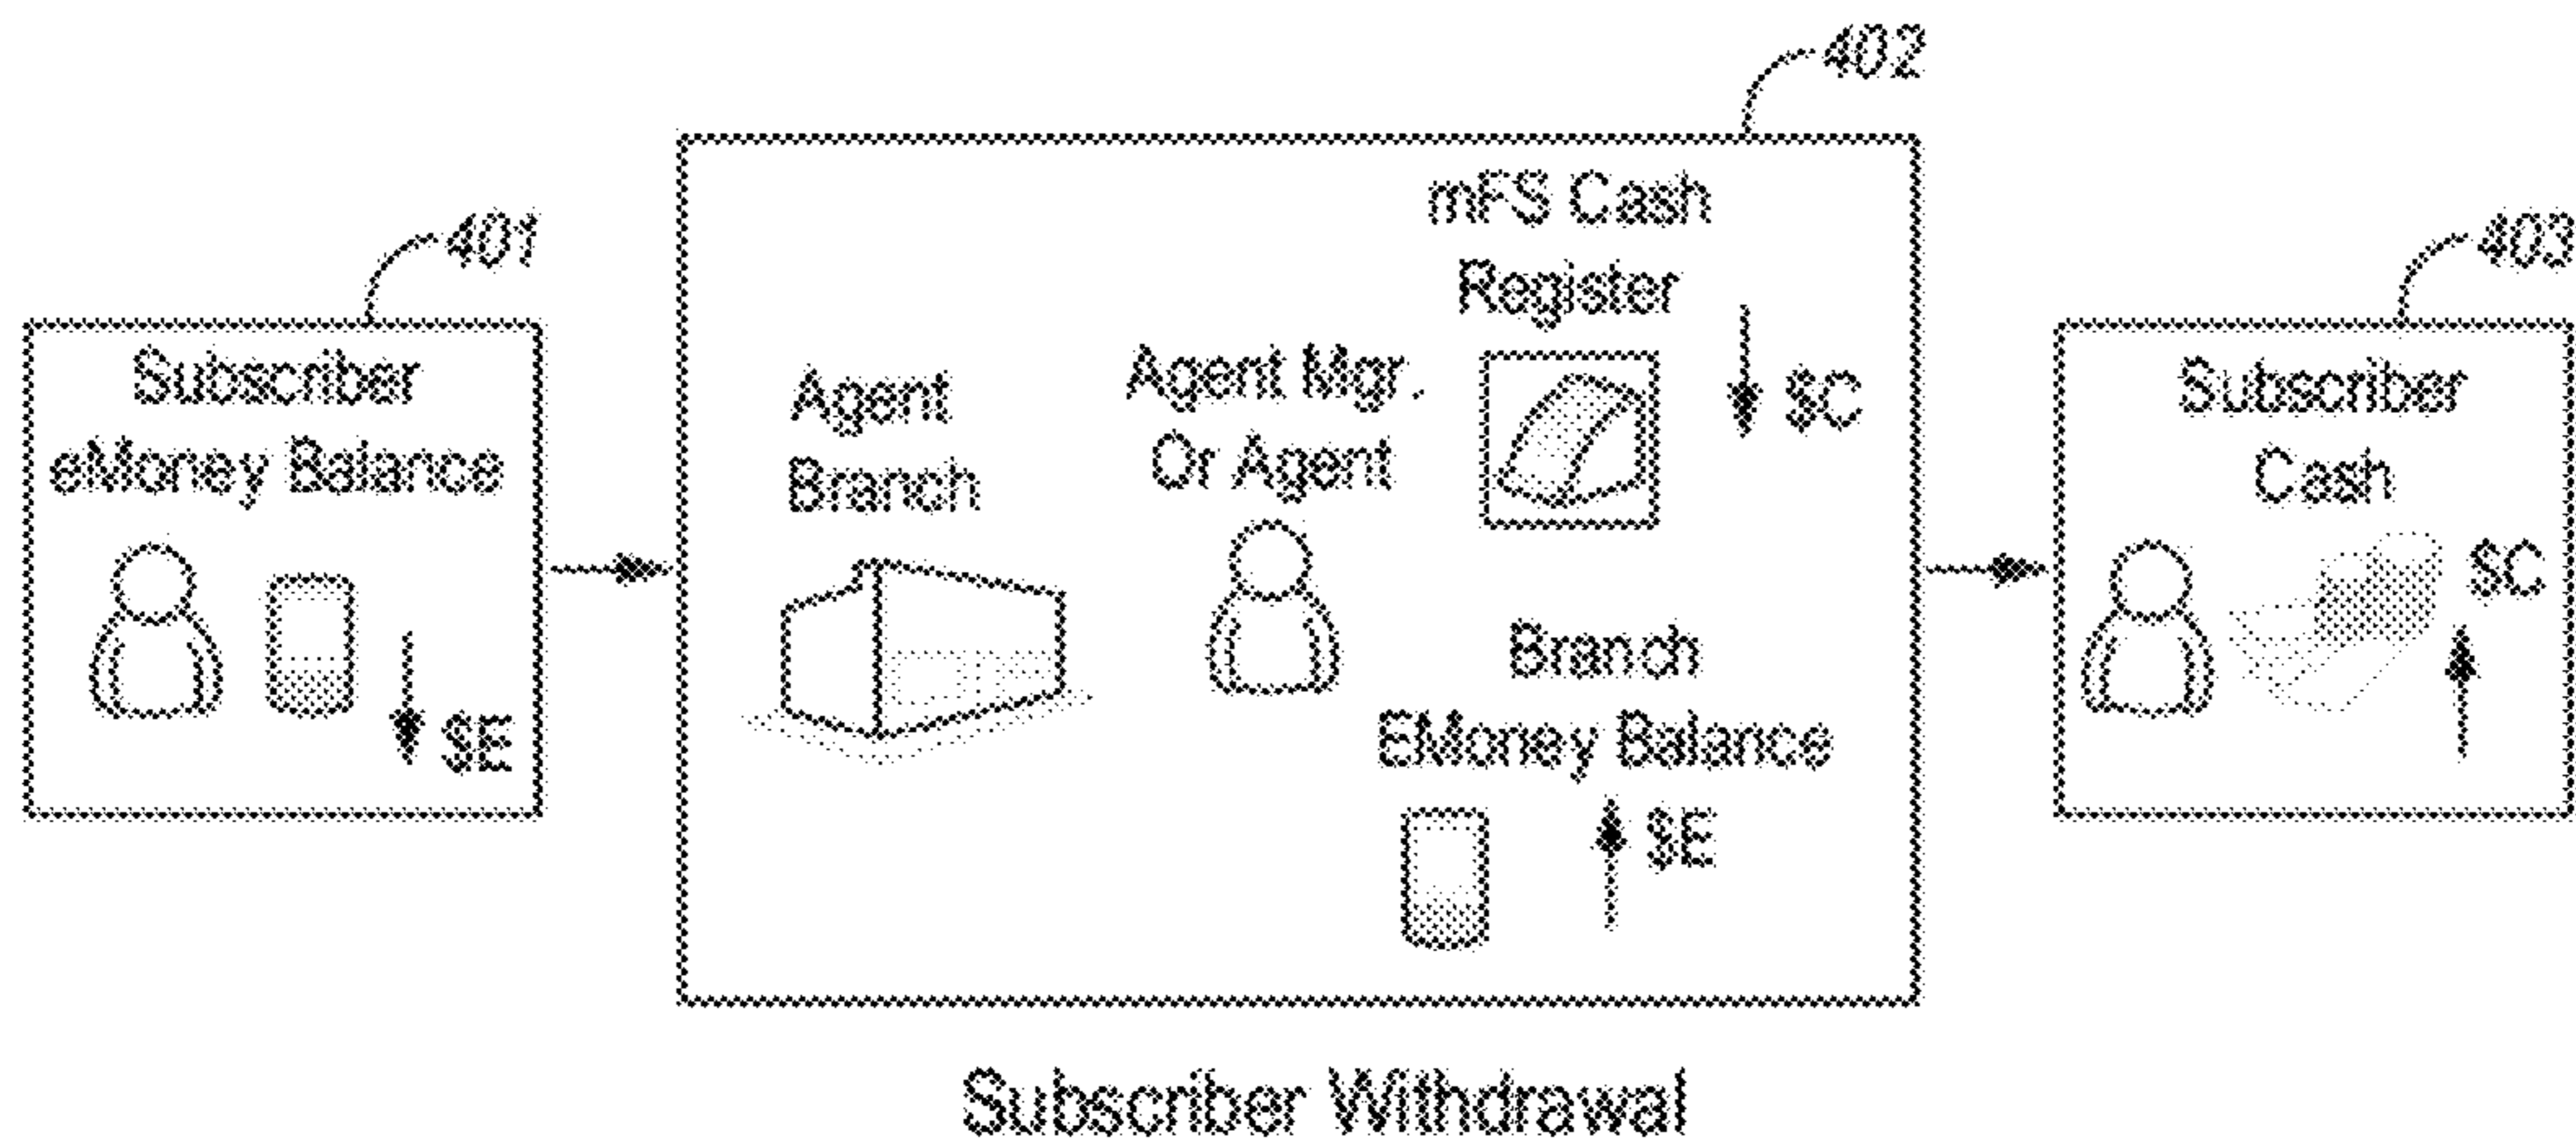 402
401
403
mFS Cash
Register
$C
Subscriber
eMoney Balance
$E
Agent
Branch
Agent Mgr.
Or Agent
Branch
EMoney Balance
$E
Subscriber
Cash
$C
Subscriber Withdrawal